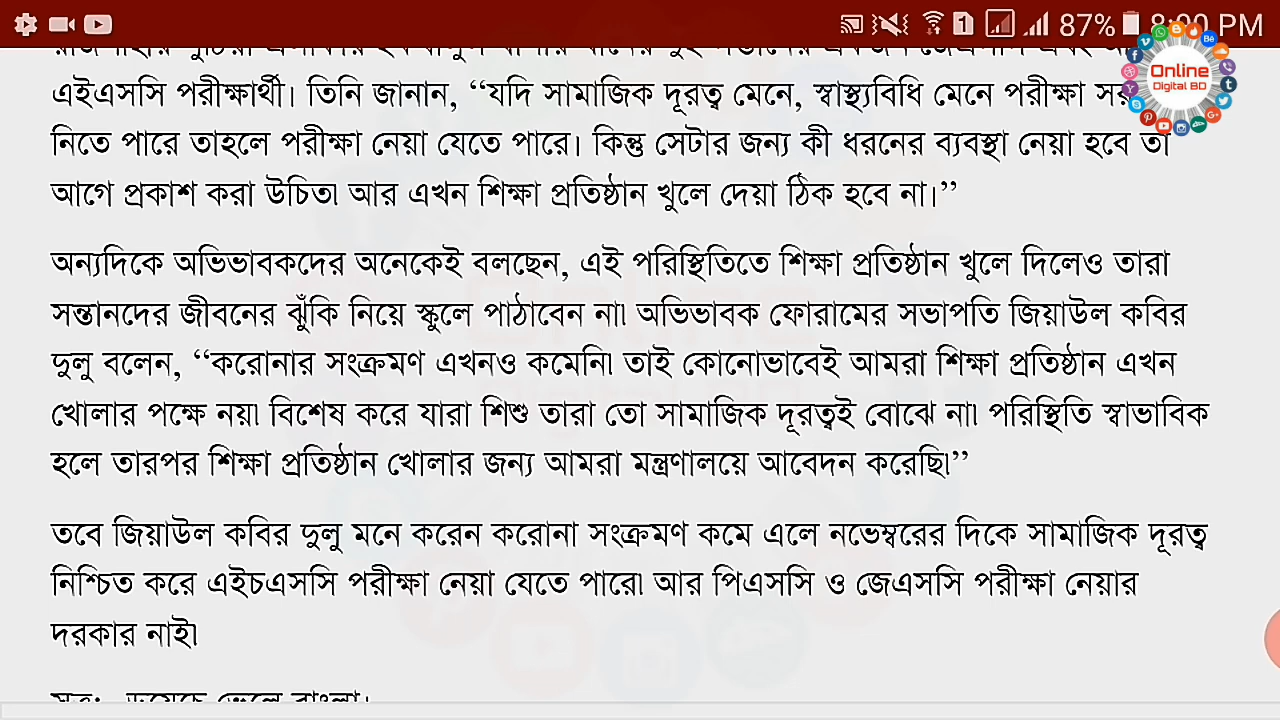 87% 8:00 PM
Online
Digital BD
এইএসসি পরীক্ষার্থী। তিনি জানান, ‘‘যদি সামাজিক দূরত্ব মেনে, স্বাস্থ্যবিধি মেনে পরীক্ষা
নিতে পারে তাহলে পরীক্ষা নেয়া যেতে পারে। কিন্তু সেটার জন্য কী ধরনের ব্যবস্থা নেয়া হবে তা
আগে প্রকাশ করা উচিত৷ আর এখন শিক্ষা প্রতিষ্ঠান খুলে দেয়া ঠিক হবে না।’’
অন্যদিকে অভিভাবকদের অনেকেই বলছেন, এই পরিস্থিতিতে শিক্ষা প্রতিষ্ঠান খুলে দিলেও তারা
সন্তানদের জীবনের ঝুঁকি নিয়ে স্কুলে পাঠাবেন না৷ অভিভাবক ফোরামের সভাপতি জিয়াউল কবির
দুলু বলেন, ‘‘করোনার সংক্রমণ এখনও কমেনি৷ তাই কোনোভাবেই আমরা শিক্ষা প্রতিষ্ঠান এখন
খোলার পক্ষে নয়৷ বিশেষ করে যারা শিশু তারা তো সামাজিক দূরত্বই বোঝে না৷ পরিস্থিতি স্বাভাবিক
হলে তারপর শিক্ষা প্রতিষ্ঠান খোলার জন্য আমরা মন্ত্রণালয়ে আবেদন করেছি৷’’
তবে জিয়াউল কবির দুলু মনে করেন করোনা সংক্রমণ কমে এলে নভেম্বরের দিকে সামাজিক দূরত্ব
নিশ্চিত করে এইচএসসি পরীক্ষা নেয়া যেতে পারে৷ আর পিএসসি ও জেএসসি পরীক্ষা নেয়ার
দরকার নাই৷